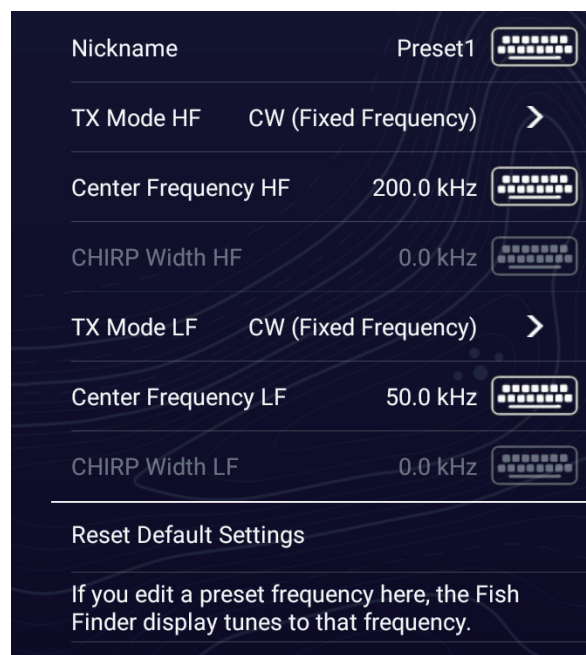 Nickname Preset1
TX Mode HF CW (Fixed Frequency)
Center Frequency HF 200.0 kHz
CHIRP Width HF 0.0 kHz
TX Mode LF CW (Fixed Frequency)
Center Frequency LF 50.0 kHz
CHIRP Width LF 0.0 kHz
Reset Default Settings
If you edit a preset frequency here, the Fish
Finder display tunes to that frequency.